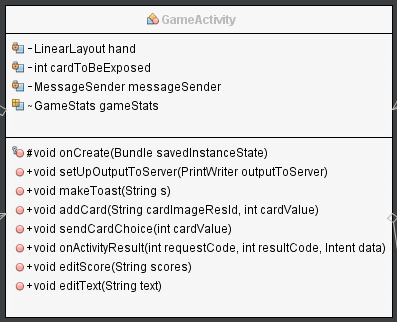 GameActivity
-LinearLayout hand
-int cardToBeExposed
-MessageSender messageSender
~GameStats gameStats
#void onCreate(Bundle savedInstanceState)
+void setUpOutputToServer(PrintWriter outputToServer)
+void makeToast(String s)
+void addCard(String cardImageResId, int cardValue)
+void sendCardChoice(int cardValue)
+void onActivityResult(int requestCode, int resultCode, Intent data)
+void editScore(String scores)
+void editText(String text)